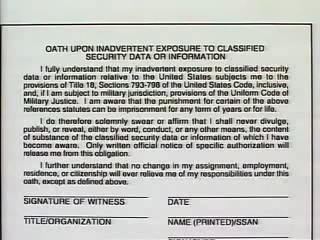 OATH UPON INADVERTENT EXPOSURE TO CLASSIFIED
SECURITY DATA OR INFORMATION
I fully understand that my inadvertent exposure to classified security
data or information relative to the United States subjects me to the
provisions of Title 18, Sections 793-798 of the United States Code, inclusive,
and, if I am subject to military jurisdiction, provisions of the Uniform Code of
Military Justice. I am aware that the punishment for certain of the above
references statutes can be imprisonment for any term of years or for life.
I do therefore solemnly swear or affirm that I shall never divulge,
publish, or reveal, either by word, conduct, or any other means, the content
of substance of the classified security data or information of which I have
become aware. Only written official notice of specific authorization will
release me from this obligation.
I further understand that no change in my assignment, employment,
residence, or citizenship will ever relieve me of my responsibilities under this
oath, except as defined above.
SIGNATURE OF WITNESS DATE
TITLE/ORGANIZATION NAME (PRINTED)/SSAN